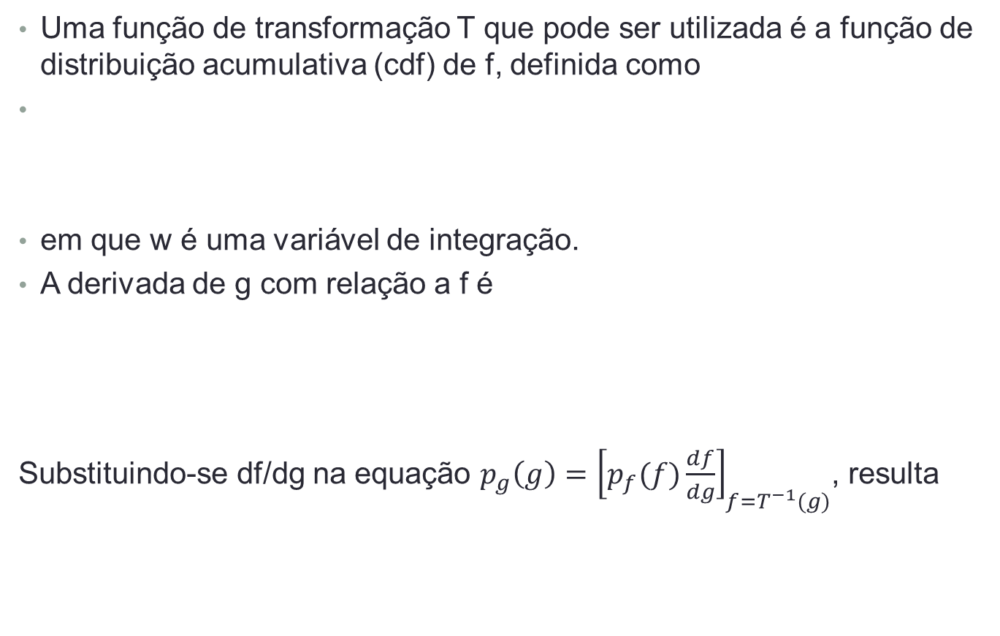 • Uma função de transformação T que pode ser utilizada é a função de
distribuição acumulativa (cdf) de f, definida como
•
• em que w é uma variável de integração.
• A derivada de g com relação a f é
Substituindo-se df/dg na equação $p_g(g) = \left[p_f(f)\frac{df}{dg}\right]_{f=T^{-1}(g)}$, resulta